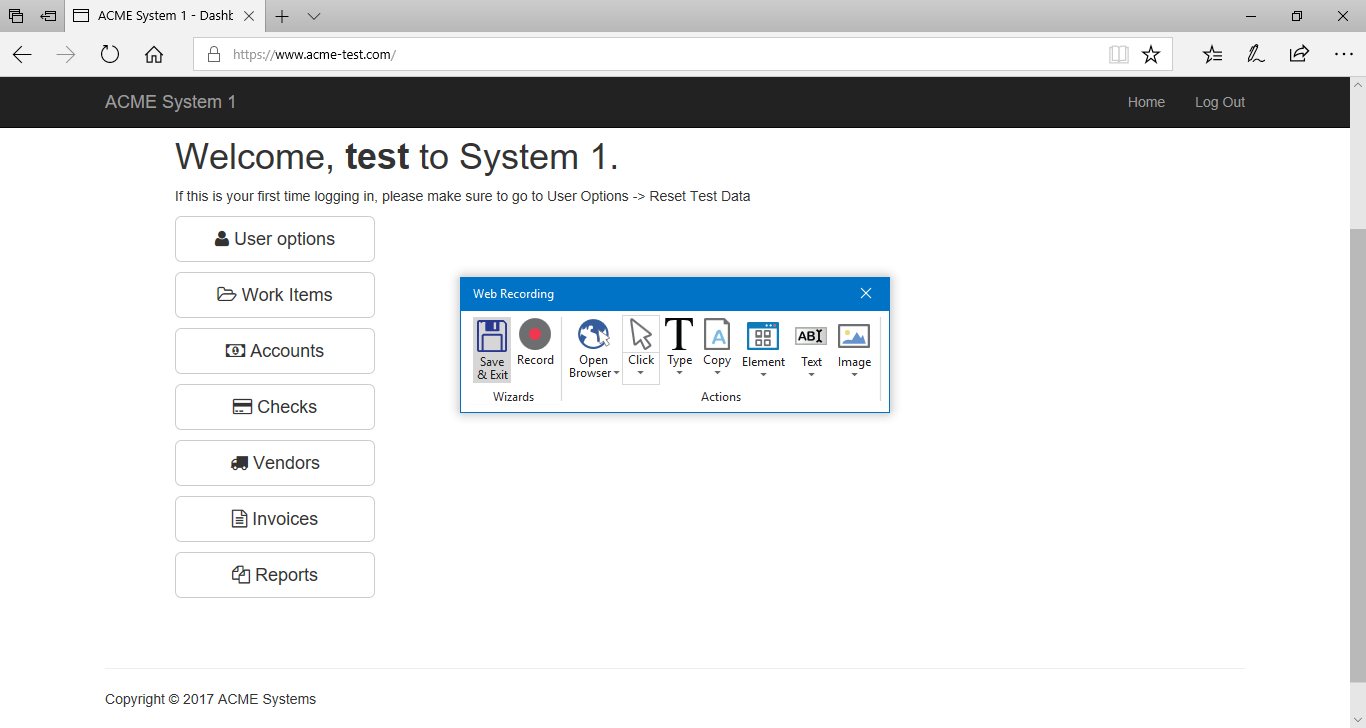 ACME System 1 - Dashb
https://www.acme-test.com/
ACME System 1
Home
Log Out
Welcome, test to System 1.
If this is your first time logging in, please make sure to go to User Options -> Reset Test Data
User options
Work Items
Accounts
Checks
Vendors
Invoices
Reports
Web Recording
Save
& Exit
Record
Open
Browser
Click
Type
Copy
Element
Text
Image
Wizards
Actions
Copyright © 2017 ACME Systems